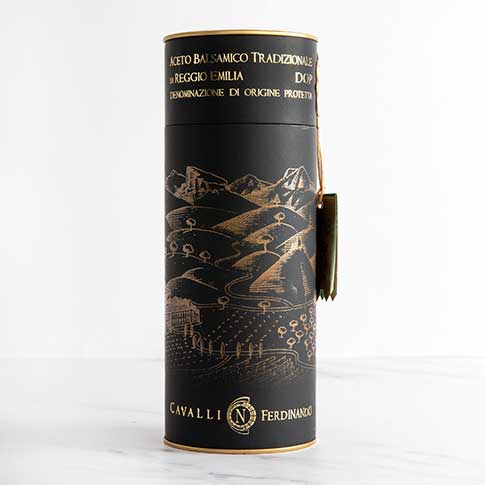 Aceto Balsamico Tradizionale
di Reggio Emilia DOP
Denominazione di Origine Protetta
Cavalli N Ferdinando